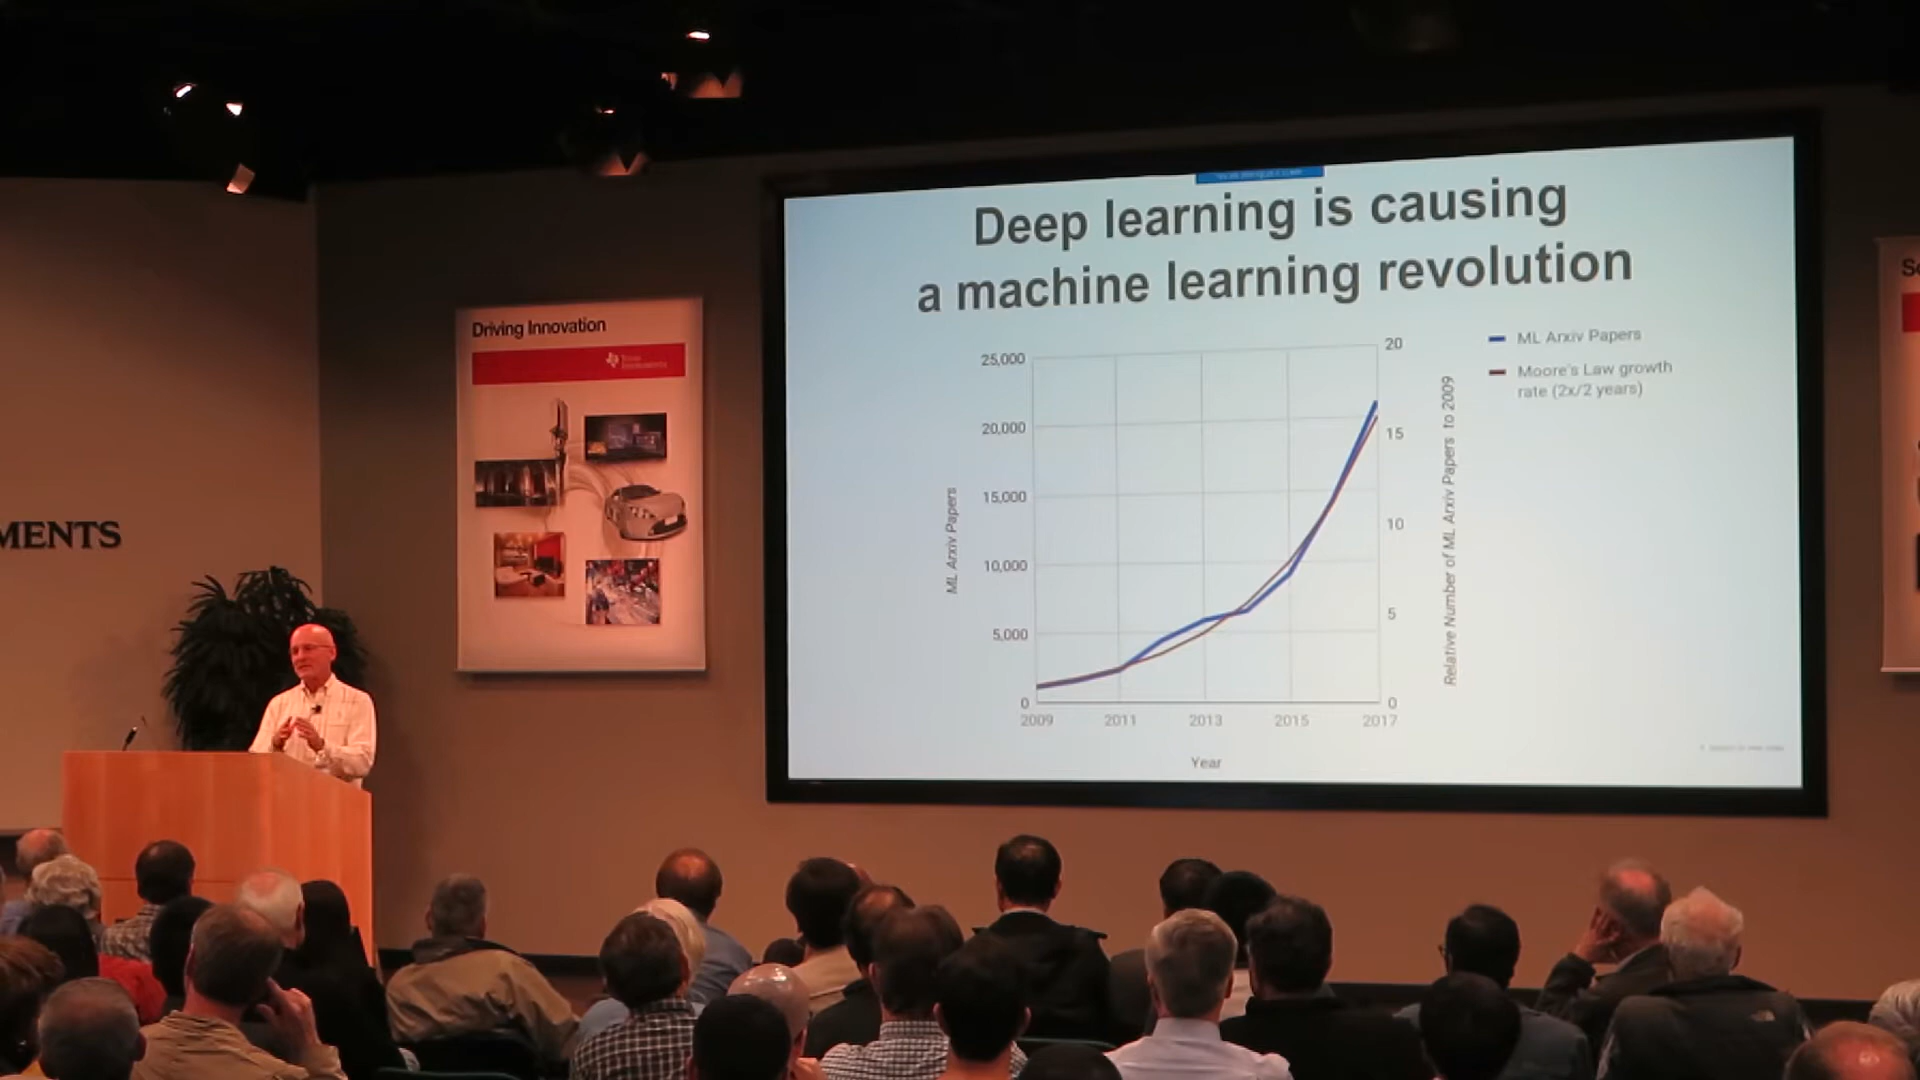 MENTS
Driving Innovation
Texas
Instruments
Deep learning is causing
a machine learning revolution
ML Arxiv Papers
25,000
20,000
15,000
10,000
5,000
0
2009
2011
2013
2015
2017
Year
20
15
10
5
0
Relative Number of ML Arxiv Papers to 2009
ML Arxiv Papers
Moore's Law growth
rate (2x/2 years)